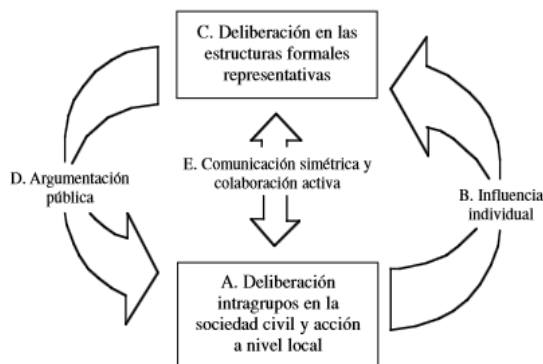 C. Deliberación en las
estructuras formales
representativas
E. Comunicación simétrica y
colaboración activa
D. Argumentación
pública
B. Influencia
individual
A. Deliberación
intragrupos en la
sociedad civil y acción
a nivel local